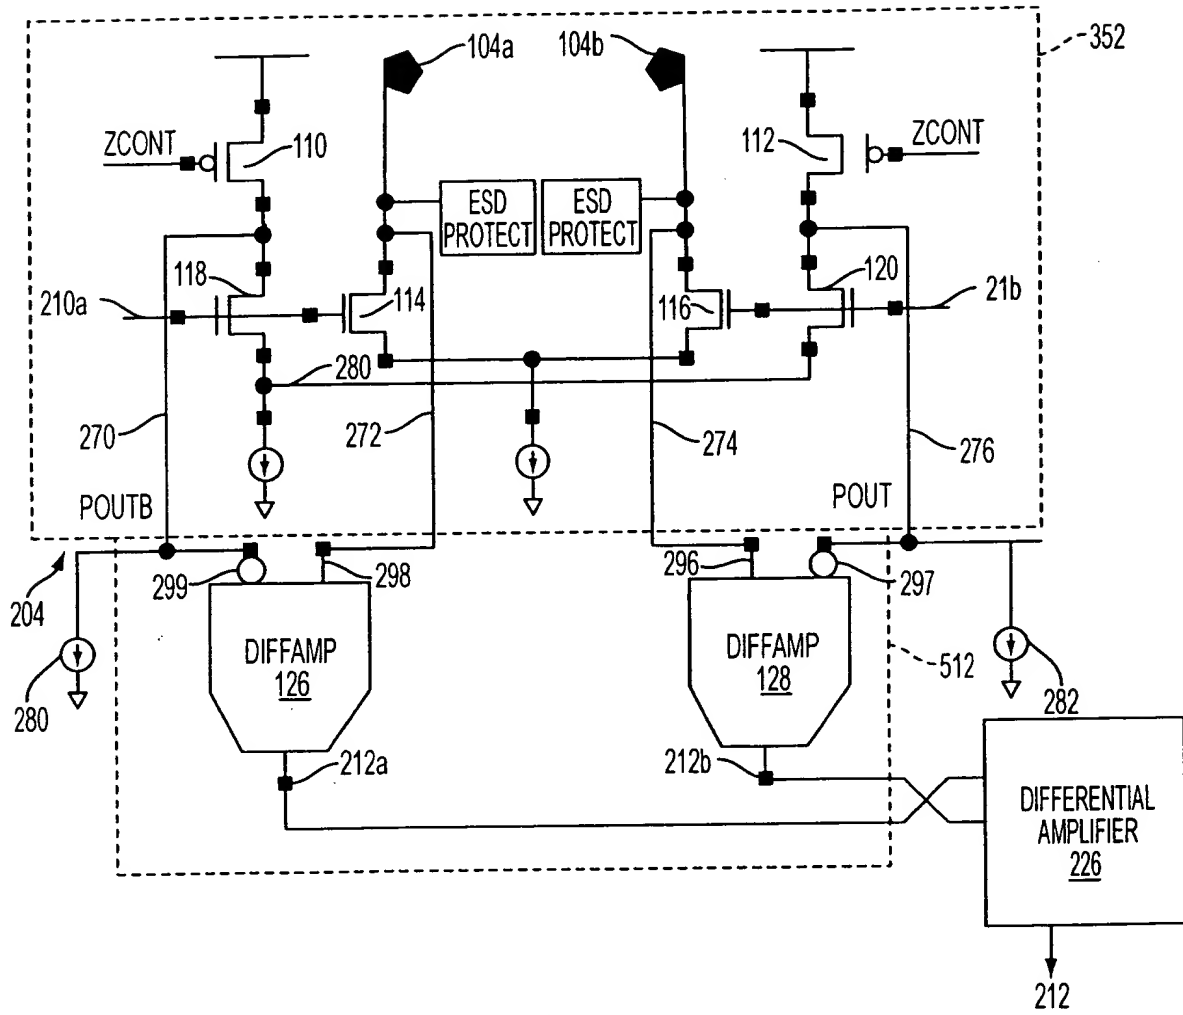 104a
104b
352
ZCONT
110
112
ZCONT
ESD
PROTECT
ESD
PROTECT
118
114
116
120
210a
21b
280
270
272
274
276
POUTB
POUT
299
298
296
297
204
DIFFAMP
126
DIFFAMP
128
512
280
282
212a
212b
DIFFERENTIAL
AMPLIFIER
226
212